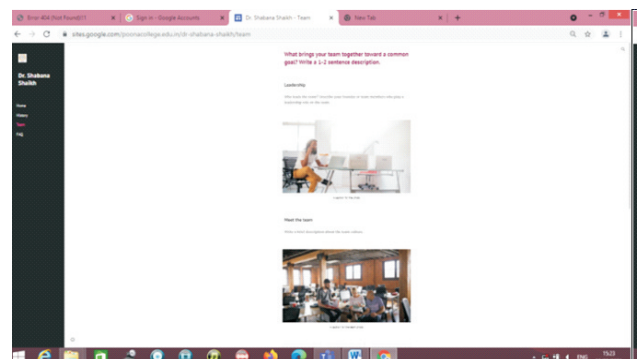 Error 404 (Not Found)!!1
Sign in - Google Accounts
Dr. Shabana Shaikh - Team
New Tab
sites.google.com/poonacollege.edu.in/dr-shabana-shaikh/team
Dr. Shabana
Shaikh
Home
History
Team
FAQ
What brings your team together toward a common
goal? Write a 1-2 sentence description.
Leadership
Meet the team
ENG
15:23